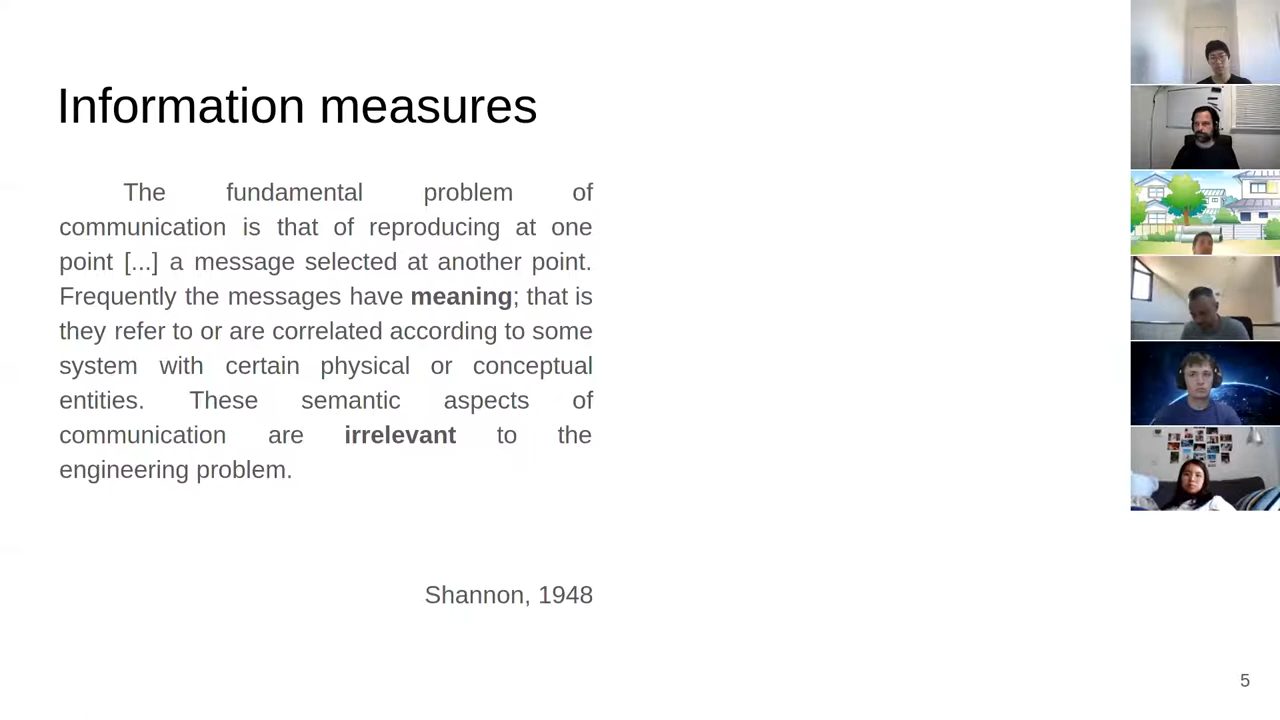 Information measures
The fundamental problem of
communication is that of reproducing at one
point [...] a message selected at another point.
Frequently the messages have meaning; that is
they refer to or are correlated according to some
system with certain physical or conceptual
entities. These semantic aspects of
communication are irrelevant to the
engineering problem.
Shannon, 1948
5